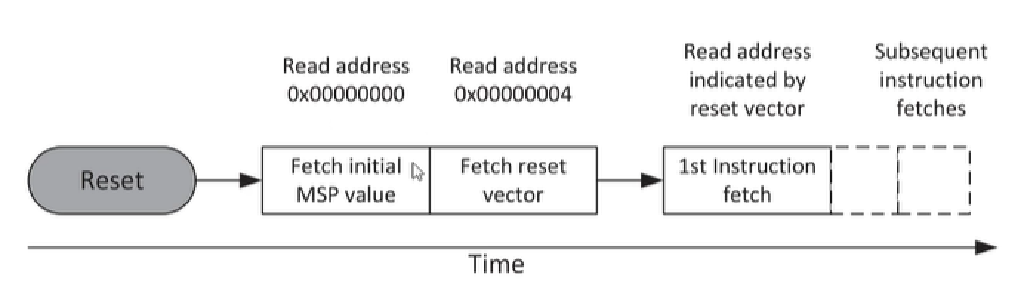 Read address
0x00000000
Read address
0x00000004
Read address
indicated by
reset vector
Subsequent
instruction
fetches
Reset
Fetch initial
MSP value
Fetch reset
vector
1st Instruction
fetch
Time